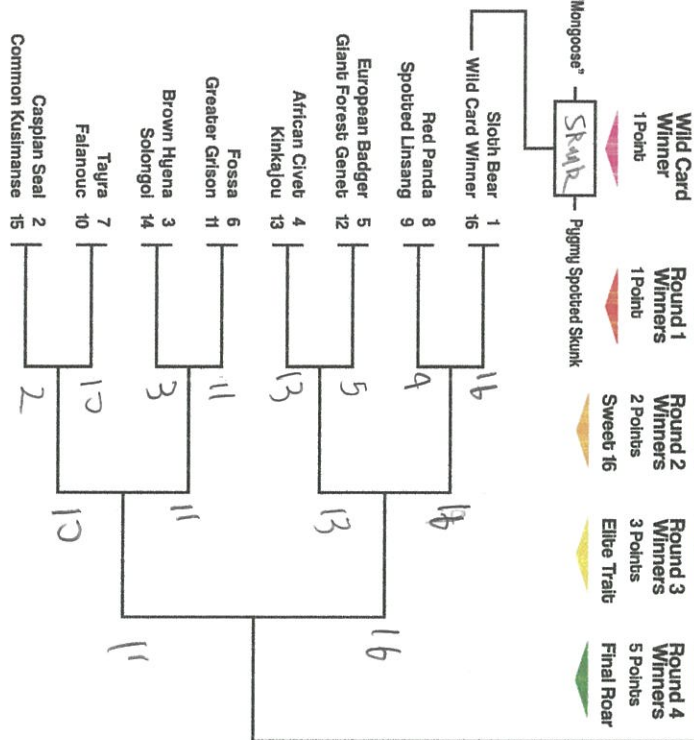 Wild Card
Winner
1 Point
Round 1
Winners
1 Point
Round 2
Winners
2 Points
Sweet 16
Round 3
Winners
3 Points
Elite Trait
Round 4
Winners
5 Points
Final Roar
Mongoose"
Skunk
Pygmy Spotted Skunk
Sloth Bear 1
Wild Card Winner 16
Red Panda 8
Spotted Linsang 9
European Badger 5
Giant Forest Genet 12
African Civet 4
Kinkajou 13
Fossa 6
Greater Grison 11
Brown Hyena 3
Solongoi 14
Tayra 7
Falanouc 10
Caspian Seal 2
Common Kusimanse 15
16
9
5
13
11
3
10
2
16
13
11
10
16
11